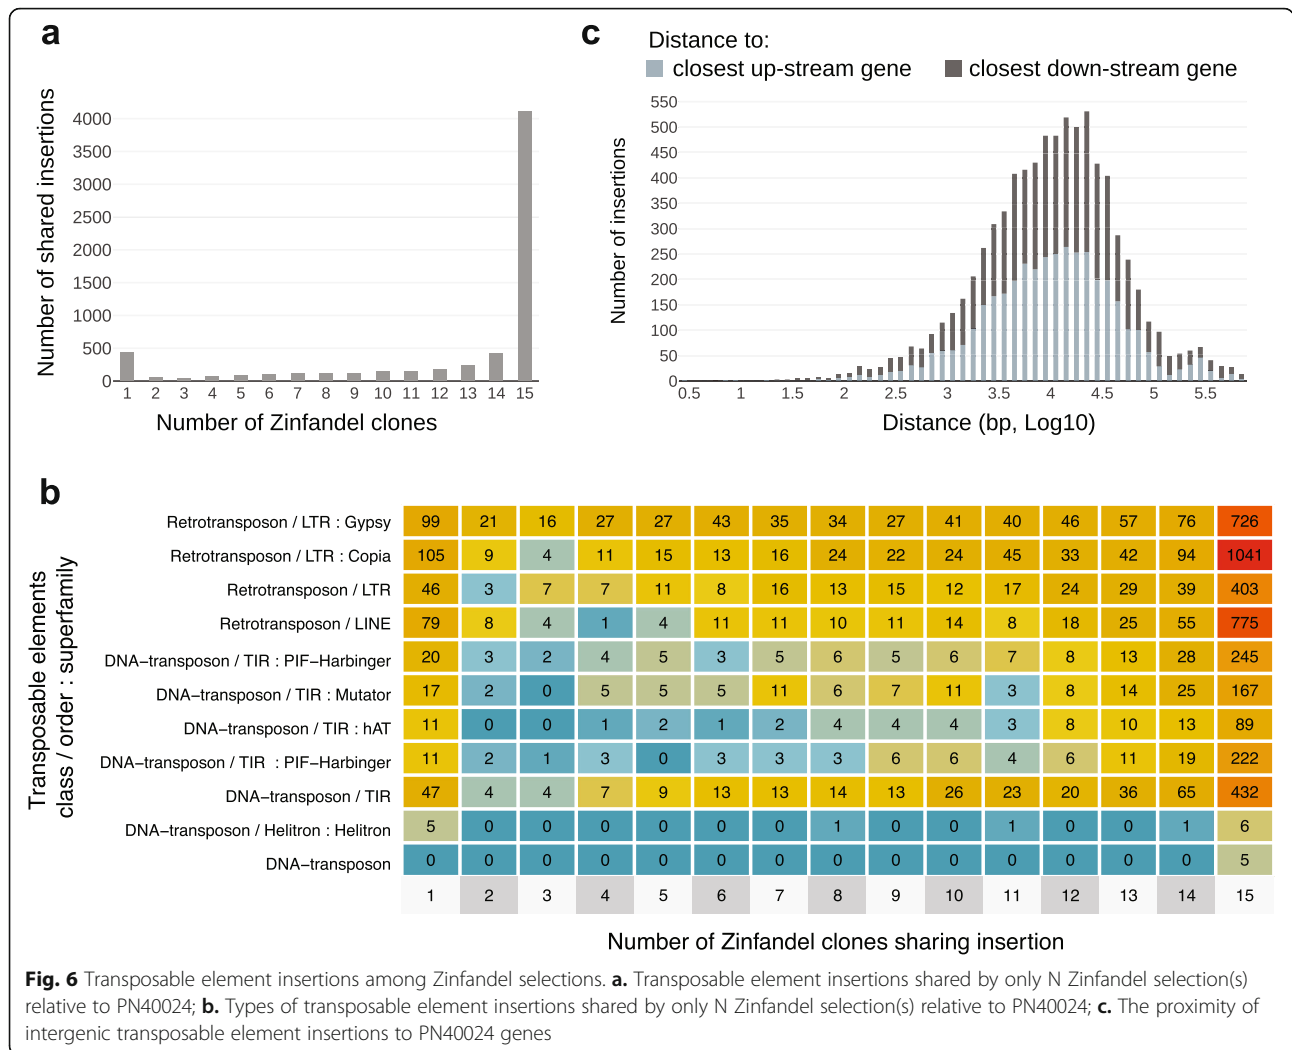 a
Number of shared insertions
4000
3500
3000
2500
2000
1500
1000
500
0
1 2 3 4 5 6 7 8 9 10 11 12 13 14 15
Number of Zinfandel clones
c
Distance to:
closest up-stream gene closest down-stream gene
Number of insertions
550
500
450
400
350
300
250
200
150
100
50
0
0.5 1 1.5 2 2.5 3 3.5 4 4.5 5 5.5
Distance (bp, Log10)
b
Transposable elements
class / order : superfamily
Retrotransposon / LTR : Gypsy 99 21 16 27 27 43 35 34 27 41 40 46 57 76 726
Retrotransposon / LTR : Copia 105 9 4 11 15 13 16 24 22 24 45 33 42 94 1041
Retrotransposon / LTR 46 3 7 7 11 8 16 13 15 12 17 24 29 39 403
Retrotransposon / LINE 79 8 4 1 4 11 11 10 11 14 8 18 25 55 775
DNA−transposon / TIR : PIF−Harbinger 20 3 2 4 5 3 5 6 5 6 7 8 13 28 245
DNA−transposon / TIR : Mutator 17 2 0 5 5 5 11 6 7 11 3 8 14 25 167
DNA−transposon / TIR : hAT 11 0 0 1 2 1 2 4 4 4 3 8 10 13 89
DNA−transposon / TIR : PIF−Harbinger 11 2 1 3 0 3 3 3 6 6 4 6 11 19 222
DNA−transposon / TIR 47 4 4 7 9 13 13 14 13 26 23 20 36 65 432
DNA−transposon / Helitron : Helitron 5 0 0 0 0 0 0 1 0 0 1 0 0 1 6
DNA−transposon 0 0 0 0 0 0 0 0 0 0 0 0 0 0 5
1 2 3 4 5 6 7 8 9 10 11 12 13 14 15
Number of Zinfandel clones sharing insertion
Fig. 6 Transposable element insertions among Zinfandel selections. a. Transposable element insertions shared by only N Zinfandel selection(s)
relative to PN40024; b. Types of transposable element insertions shared by only N Zinfandel selection(s) relative to PN40024; c. The proximity of
intergenic transposable element insertions to PN40024 genes